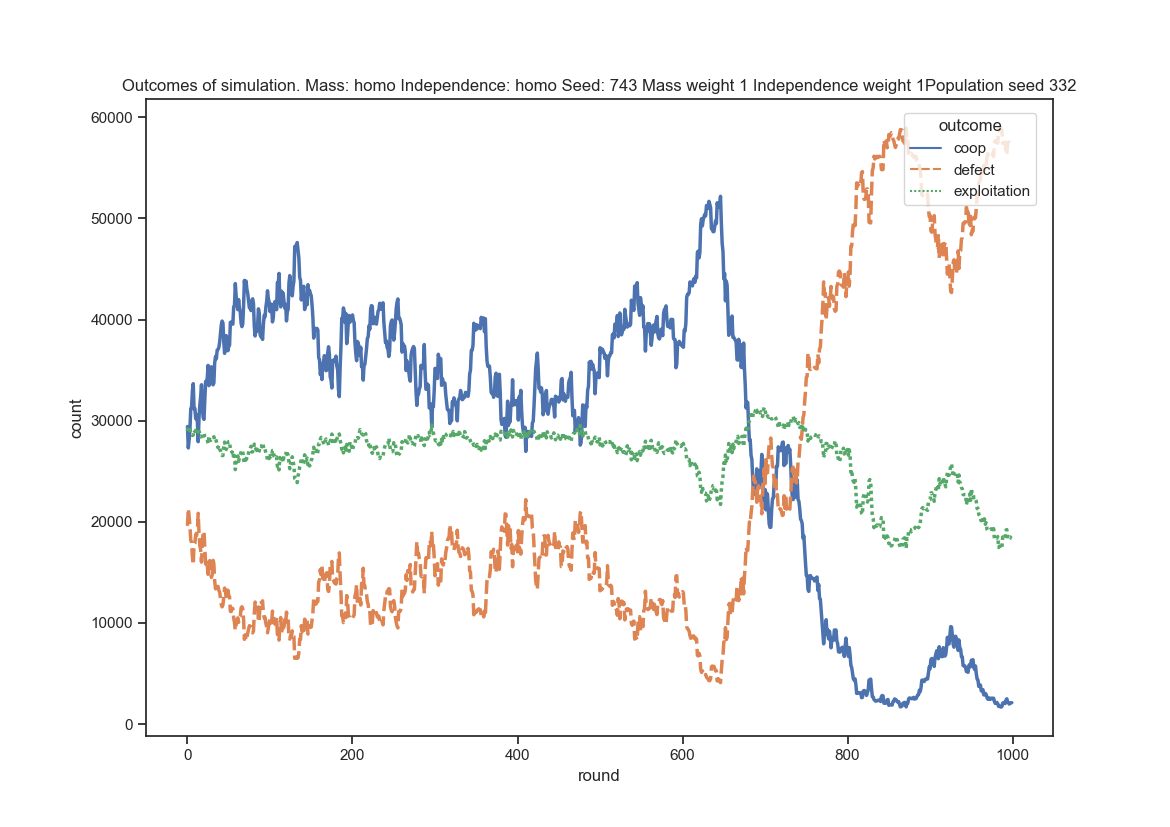 Outcomes of simulation. Mass: homo Independence: homo Seed: 743 Mass weight 1 Independence weight 1Population seed 332
60000
50000
40000
30000
20000
10000
0
count
outcome
coop
defect
exploitation
0 200 400 600 800 1000
round